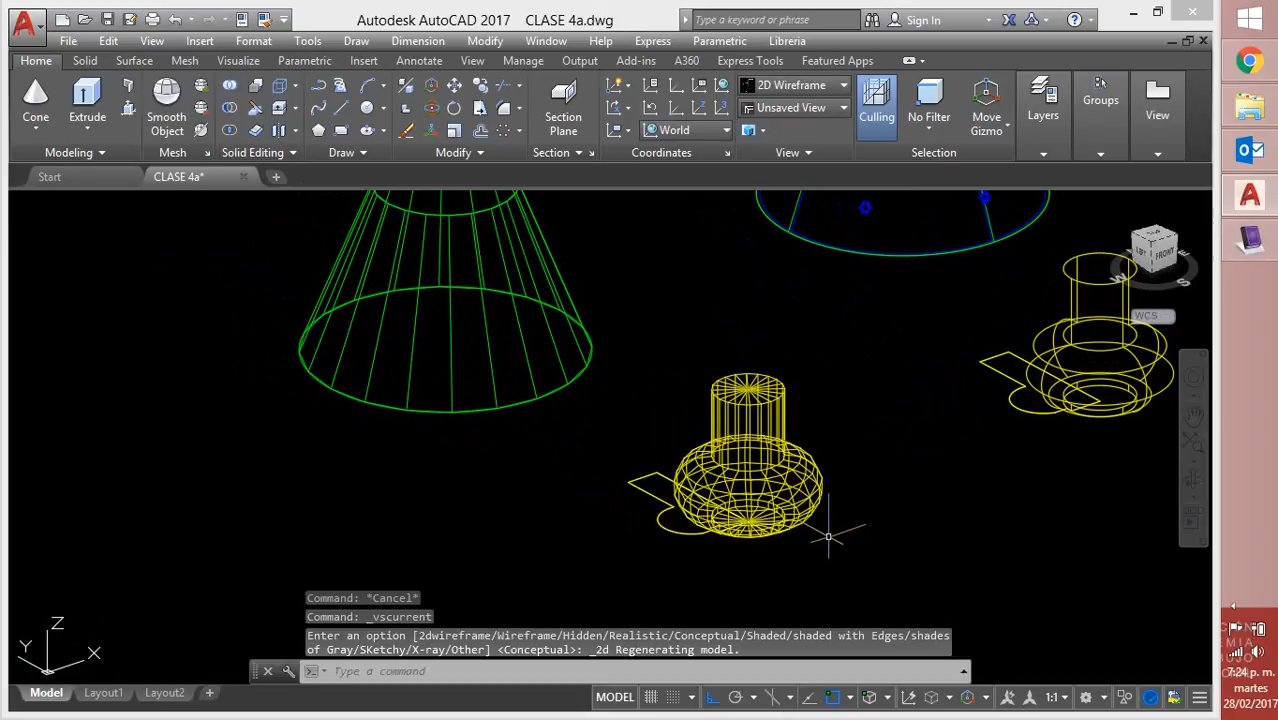 Autodesk AutoCAD 2017 CLASE 4a.dwg
Type a keyword or phrase
Sign In
File Edit View Insert Format Tools Draw Dimension Modify Window Help Express Parametric Libreria
Home Solid Surface Mesh Visualize Parametric Insert Annotate View Manage Output Add-ins A360 Express Tools Featured Apps
2D Wireframe
Unsaved View
World
Cone Extrude Smooth Object Section Plane Culling No Filter Move Gizmo Layers Groups View
Modeling Mesh Solid Editing Draw Modify Section Coordinates View Selection
Start CLASE 4a*
FRONT
W
S
E
WCS
Z
Y
X
Command: *Cancel*
Command: _vscurrent
Enter an option [2dwireframe/Wireframe/Hidden/Realistic/Conceptual/Shaded/shaded with Edges/shades
of Gray/SKetchy/X-ray/Other] <Conceptual>: _2d Regenerating model.
Type a command
Model Layout1 Layout2
MODEL 1:1
7:24 p. m.
martes
28/02/2017